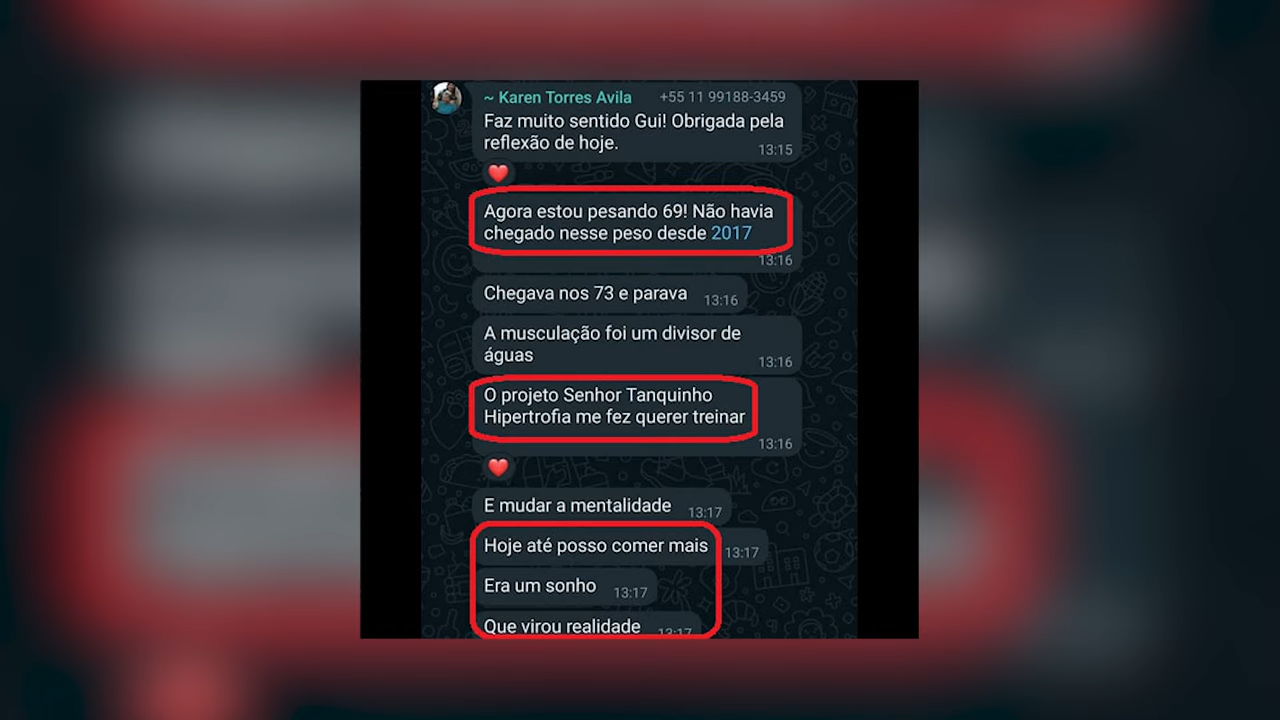 ~ Karen Torres Avila +55 11 99188-3459
Faz muito sentido Gui! Obrigada pela
reflexão de hoje.
13:15
Agora estou pesando 69! Não havia
chegado nesse peso desde 2017
13:16
Chegava nos 73 e parava 13:16
A musculação foi um divisor de
águas
13:16
O projeto Senhor Tanquinho
Hipertrofia me fez querer treinar
13:16
E mudar a mentalidade 13:17
Hoje até posso comer mais 13:17
Era um sonho 13:17
Que virou realidade 13:17